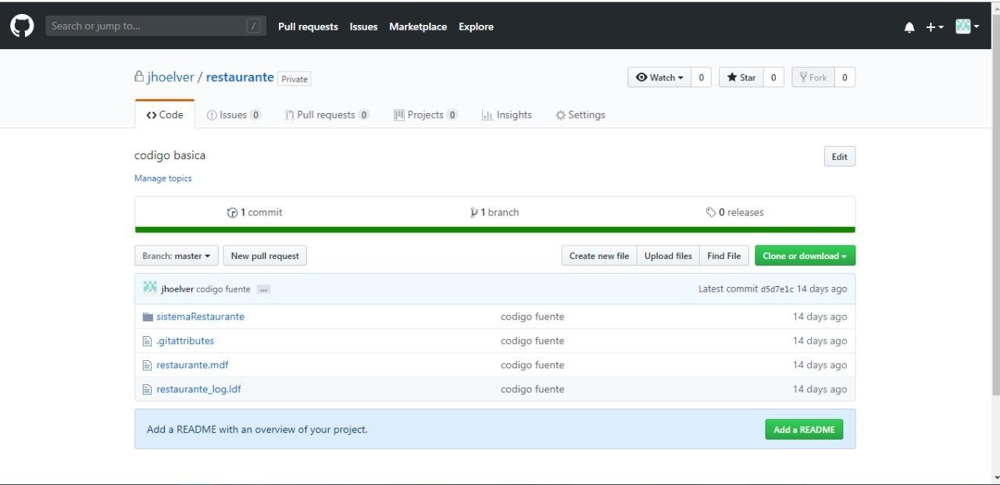 Search or jump to... /
Pull requests Issues Marketplace Explore
jhoelver / restaurante Private
Watch 0 Star 0 Fork 0
Code Issues 0 Pull requests 0 Projects 0 Insights Settings
codigo basica Edit
Manage topics
1 commit 1 branch 0 releases
Branch: master New pull request Create new file Upload files Find File Clone or download
jhoelver codigo fuente ... Latest commit d5d7e1c 14 days ago
sistemaRestaurante codigo fuente 14 days ago
.gitattributes codigo fuente 14 days ago
restaurante.mdf codigo fuente 14 days ago
restaurante_log.ldf codigo fuente 14 days ago
Add a README with an overview of your project. Add a README